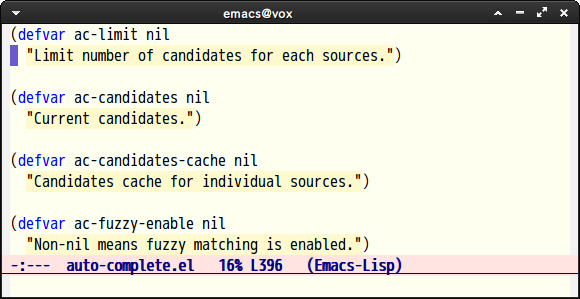 emacs@vox
(defvar ac-limit nil
  "Limit number of candidates for each sources.")
(defvar ac-candidates nil
  "Current candidates.")
(defvar ac-candidates-cache nil
  "Candidates cache for individual sources.")
(defvar ac-fuzzy-enable nil
  "Non-nil means fuzzy matching is enabled.")
-:---  auto-complete.el   16% L396   (Emacs-Lisp)